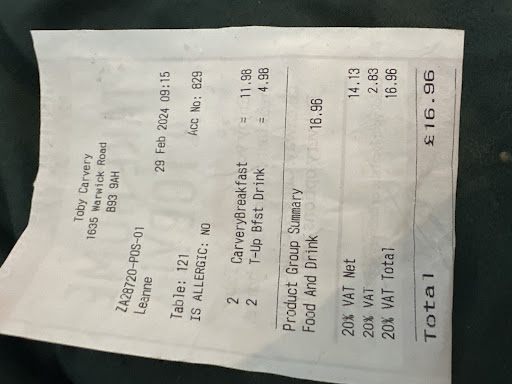 Toby Carvery
1635 Warwick Road
B93 9AH
ZA28720-POS-01
Leanne
29 Feb 2024 09:15
Table: 121 Acc No: 829
IS ALLERGIC: NO
2 CarveryBreakfast = 11.98
2 T-Up Bfst Drink = 4.98
Product Group Summary
Food And Drink 16.96
20% VAT Net 14.13
20% VAT 2.83
20% VAT Total 16.96
Total £16.96